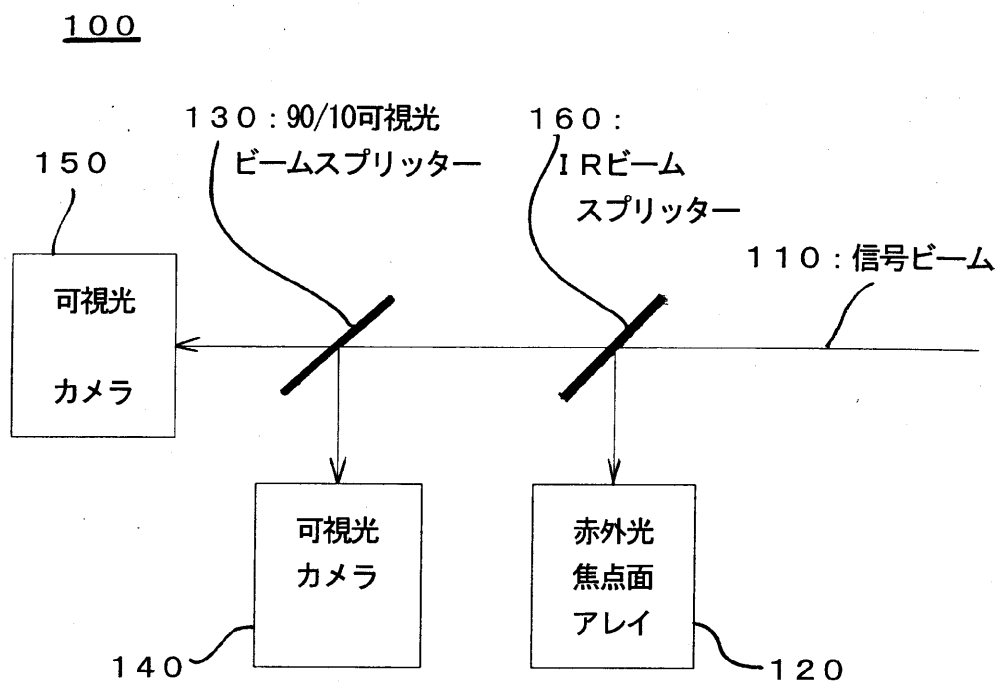 100
130:90/10可視光
ビームスプリッター
160:
IRビーム
スプリッター
150
110:信号ビーム
可視光
カメラ
可視光
カメラ
赤外光
焦点面
アレイ
140
120